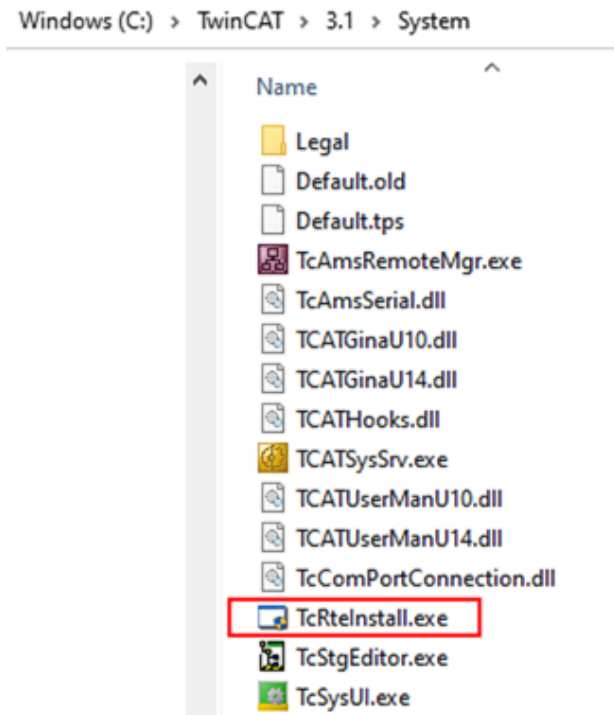 Windows (C:) > TwinCAT > 3.1 > System
Name
Legal
Default.old
Default.tps
TcAmsRemoteMgr.exe
TcAmsSerial.dll
TCATGinaU10.dll
TCATGinaU14.dll
TCATHooks.dll
TCATSysSrv.exe
TCATUserManU10.dll
TCATUserManU14.dll
TcComPortConnection.dll
TcRteInstall.exe
TcStgEditor.exe
TcSysUI.exe